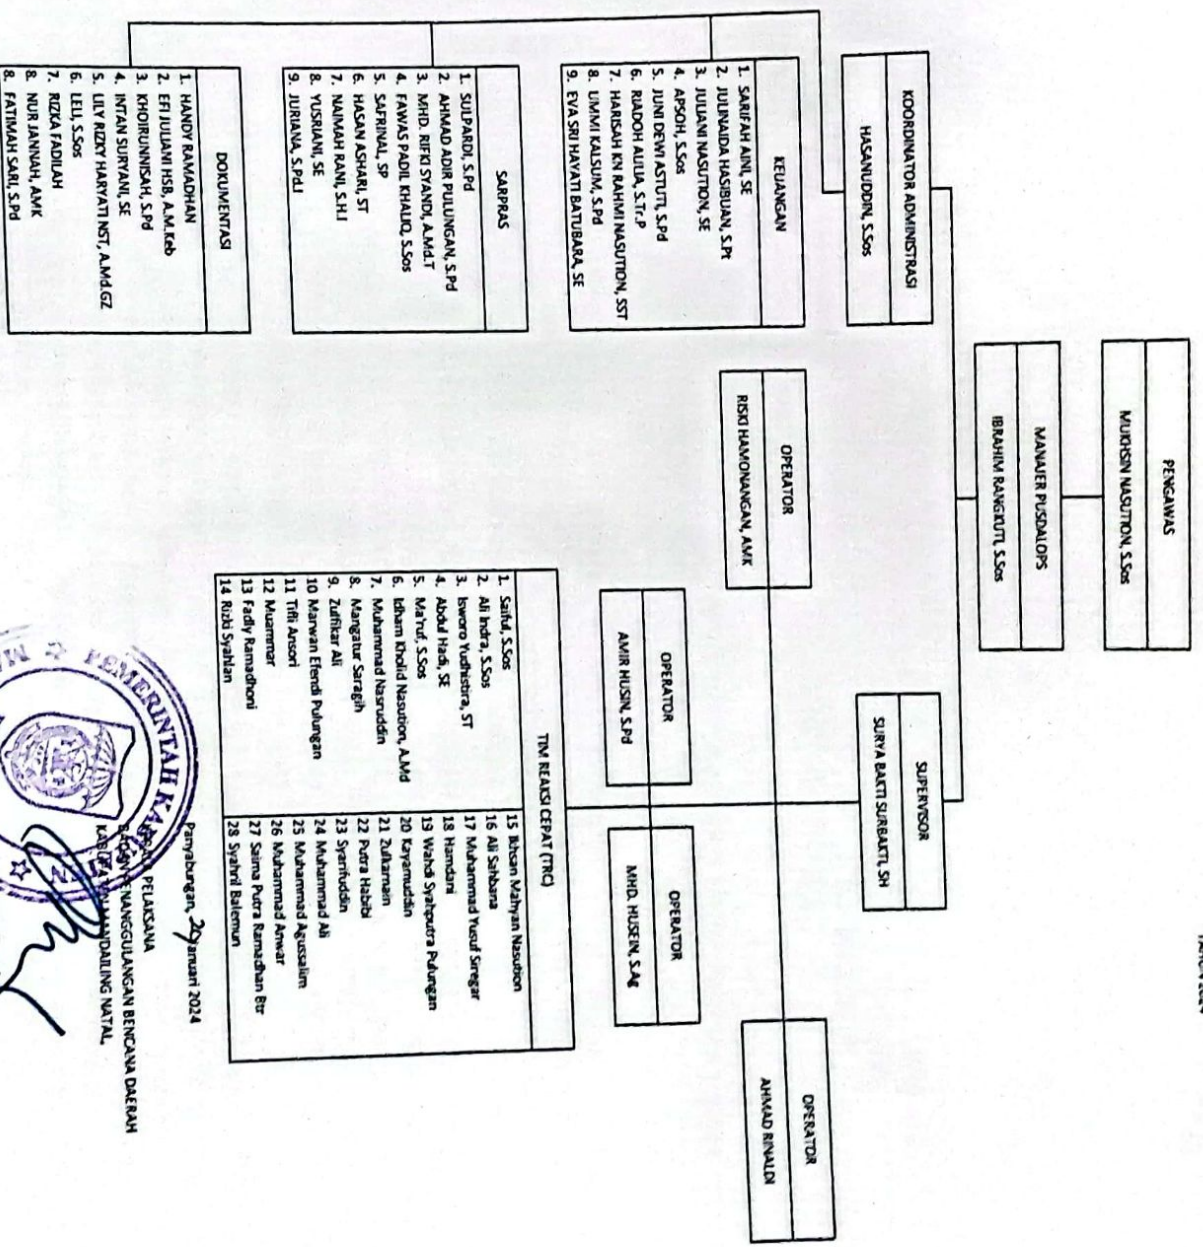 TAHUN 2024
PENGAWAS
MUKHSIN NASUTION, S.Sos
MANAJER PUSDALOPS
IBRAHIM RANGKUTI, S.Sos
KOORDINATOR ADMINISTRASI
HASANUDDIN, S.Sos
SUPERVISOR
SURYA BAKTI SURBAKTI, SH
KEUANGAN
1. SARIFAH AINI, SE
2. JULINAIDA HASIBUAN, S.Pt
3. JULIANI NASUTION, SE
4. APSOH, S.Sos
5. JUNI DEWI ASTUTI, S.Pd
6. RIADOH AULIA, S.Tr.P
7. HARISAH KN RAHMI NASUTION, SST
8. UMMI KALSUM, S.Pd
9. EVA SRI HAYATI BATUBARA, SE
SARPRAS
1. SULPARDI, S.Pd
2. AHMAD ADIR PULUNGAN, S.Pd
3. MHD. RIFKI SYANDI, A.Md.T
4. FAWAS PADIL KHALIQ, S.Sos
5. SAFRINAL, SP
6. HASAN ASHARI, ST
7. NAIMAH RANI, S.H.I
8. YUSRIANI, SE
9. JURIANA, S.Pd.I
DOKUMENTASI
1. HANDY RAMADHAN
2. EFI JULIANI HSB, A.M.Keb
3. KHOIRUNNISAH, S.Pd
4. INTAN SURYANI, SE
5. LILY RIZKY HARYATI NST, A.Md.GZ
6. LELI, S.Sos
7. RIZKA FADILAH
8. NUR JANNAH, AMK
8. FATIMAH SARI, S.Pd
OPERATOR
RISKI HAMONANGAN, AMK
OPERATOR
AHMAD RINALDI
OPERATOR
AMIR HUSIN, S.Pd
OPERATOR
MHD. HUSEIN, S.Ag
TIM REAKSI CEPAT (TRC)
1. Saiful, S.Sos
2. Ali Indra, S.Sos
3. Isworo Yudhistira, ST
4. Abdul Hadi, SE
5. Ma'ruf, S.Sos
6. Idham Kholid Nasution, A.Md
7. Muhammad Nasruddin
8. Mangatur Saragih
9. Zulfikar Ali
10 Marwan Efendi Pulungan
11 Tiffi Ansori
12 Muammar
13 Fadly Ramadhoni
14 Rizki Syahlan
15 Ikhsan Mahyan Nasution
16 Ali Sahbana
17 Muhammad Yusuf Siregar
18 Hamdani
19 Wahdi Syahputra Pulungan
20 Kayamuddin
21 Zulkarnain
22 Putra Habibi
23 Syarifuddin
24 Muhammad Ali
25 Muhammad Agussalim
26 Muhammad Anwar
27 Saima Putra Ramadhan Btr
28 Syahril Balemun
Panyabungan, Januari 2024
PELAKSANA
BADAN PENANGGULANGAN BENCANA DAERAH
MANDAILING NATAL,
PEMERINTAH KABUPATEN